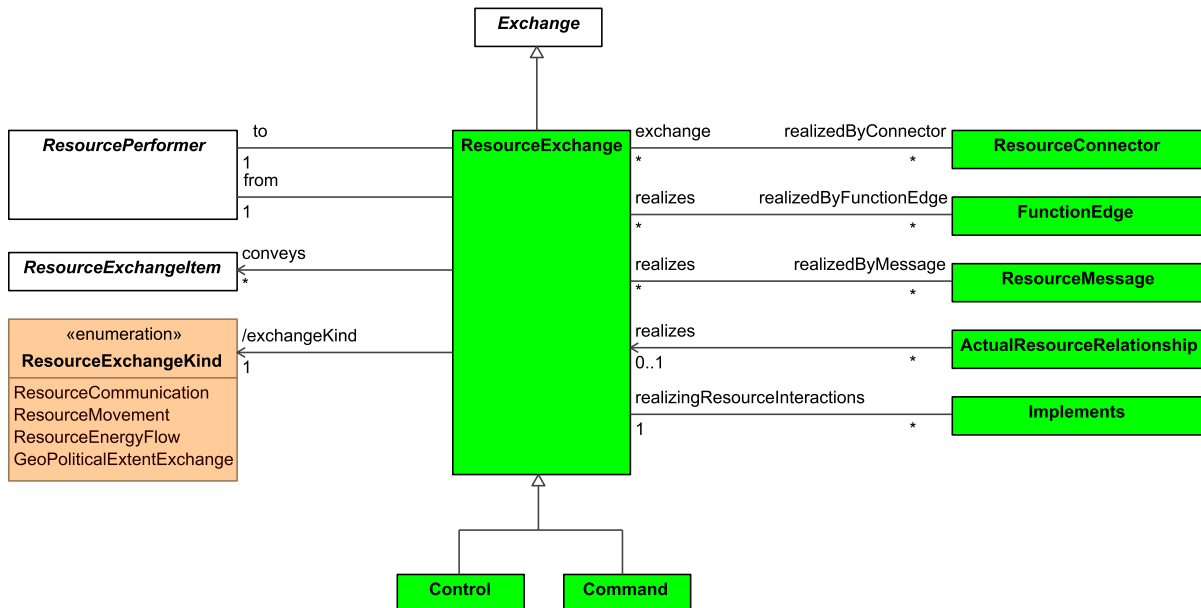 Exchange
ResourcePerformer
to
1
from
1
ResourceExchange
exchange
realizedByConnector
*
*
ResourceConnector
realizes
realizedByFunctionEdge
*
*
FunctionEdge
ResourceExchangeItem
conveys
*
realizes
realizedByMessage
*
*
ResourceMessage
«enumeration»
ResourceExchangeKind
ResourceCommunication
ResourceMovement
ResourceEnergyFlow
GeoPoliticalExtentExchange
/exchangeKind
1
realizes
0..1
*
ActualResourceRelationship
realizingResourceInteractions
1
*
Implements
Control
Command